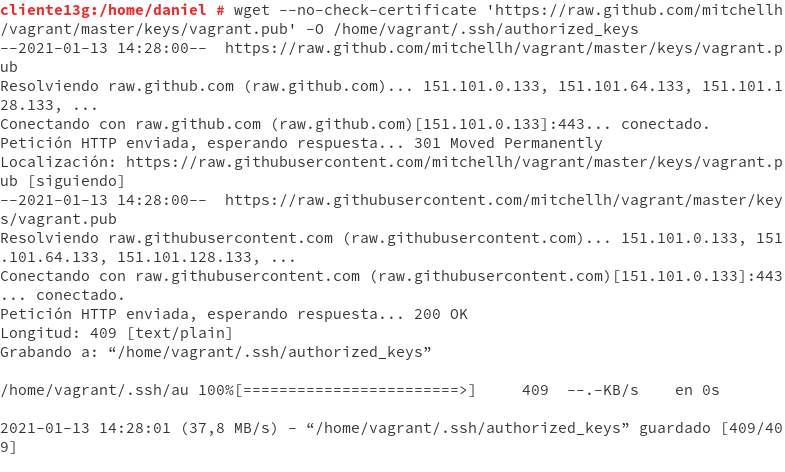 cliente13g:/home/daniel # wget --no-check-certificate 'https://raw.github.com/mitchellh
/vagrant/master/keys/vagrant.pub' -O /home/vagrant/.ssh/authorized_keys
--2021-01-13 14:28:00--  https://raw.github.com/mitchellh/vagrant/master/keys/vagrant.p
ub
Resolviendo raw.github.com (raw.github.com)... 151.101.0.133, 151.101.64.133, 151.101.1
28.133, ...
Conectando con raw.github.com (raw.github.com)[151.101.0.133]:443... conectado.
Petición HTTP enviada, esperando respuesta... 301 Moved Permanently
Localización: https://raw.githubusercontent.com/mitchellh/vagrant/master/keys/vagrant.p
ub [siguiendo]
--2021-01-13 14:28:00--  https://raw.githubusercontent.com/mitchellh/vagrant/master/key
s/vagrant.pub
Resolviendo raw.githubusercontent.com (raw.githubusercontent.com)... 151.101.0.133, 151
.101.64.133, 151.101.128.133, ...
Conectando con raw.githubusercontent.com (raw.githubusercontent.com)[151.101.0.133]:443
... conectado.
Petición HTTP enviada, esperando respuesta... 200 OK
Longitud: 409 [text/plain]
Grabando a: “/home/vagrant/.ssh/authorized_keys”
/home/vagrant/.ssh/au 100%[========================>]     409  --.-KB/s    en 0s
2021-01-13 14:28:01 (37,8 MB/s) - “/home/vagrant/.ssh/authorized_keys” guardado [409/40
9]